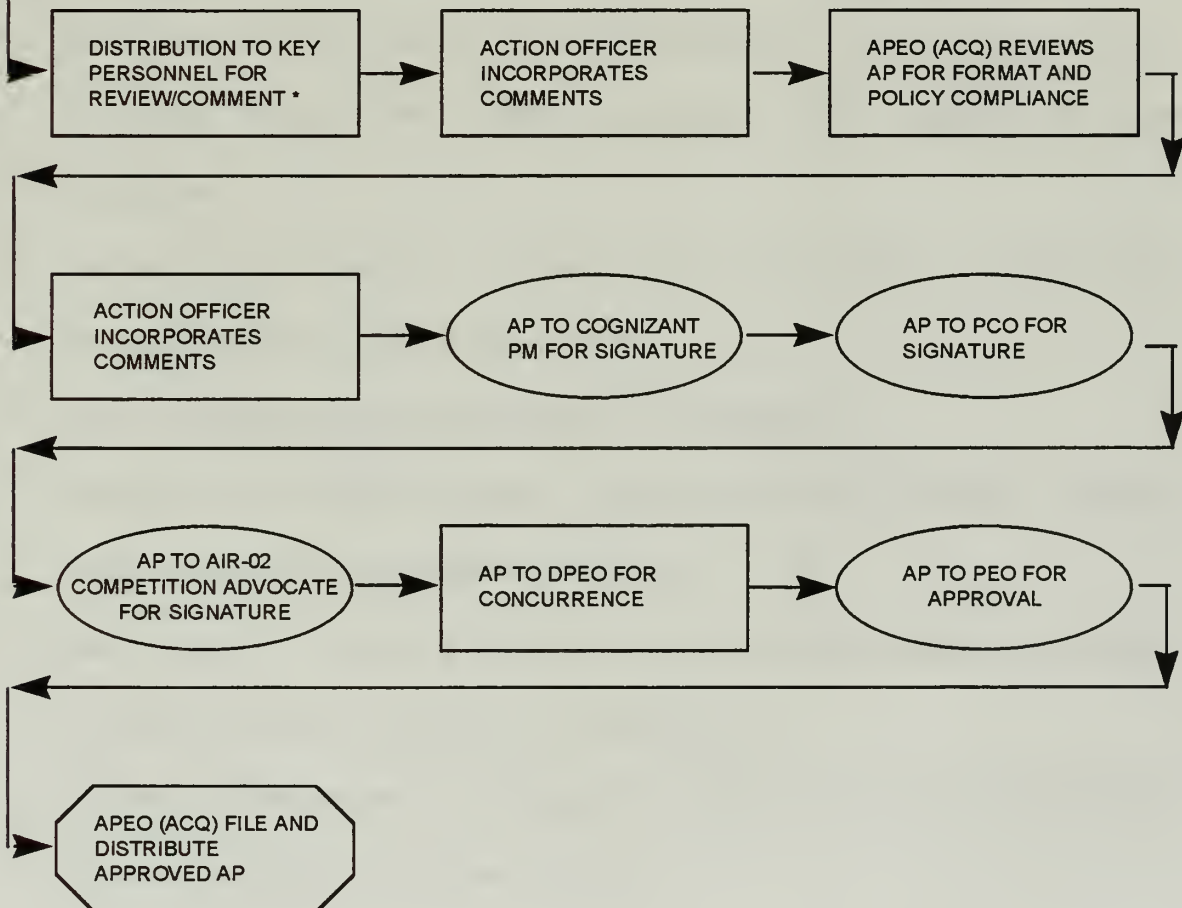 DISTRIBUTION TO KEY
PERSONNEL FOR
REVIEW/COMMENT *
ACTION OFFICER
INCORPORATES
COMMENTS
APEO (ACQ) REVIEWS
AP FOR FORMAT AND
POLICY COMPLIANCE
ACTION OFFICER
INCORPORATES
COMMENTS
AP TO COGNIZANT
PM FOR SIGNATURE
AP TO PCO FOR
SIGNATURE
AP TO AIR-02
COMPETITION ADVOCATE
FOR SIGNATURE
AP TO DPEO FOR
CONCURRENCE
AP TO PEO FOR
APPROVAL
APEO (ACQ) FILE AND
DISTRIBUTE
APPROVED AP